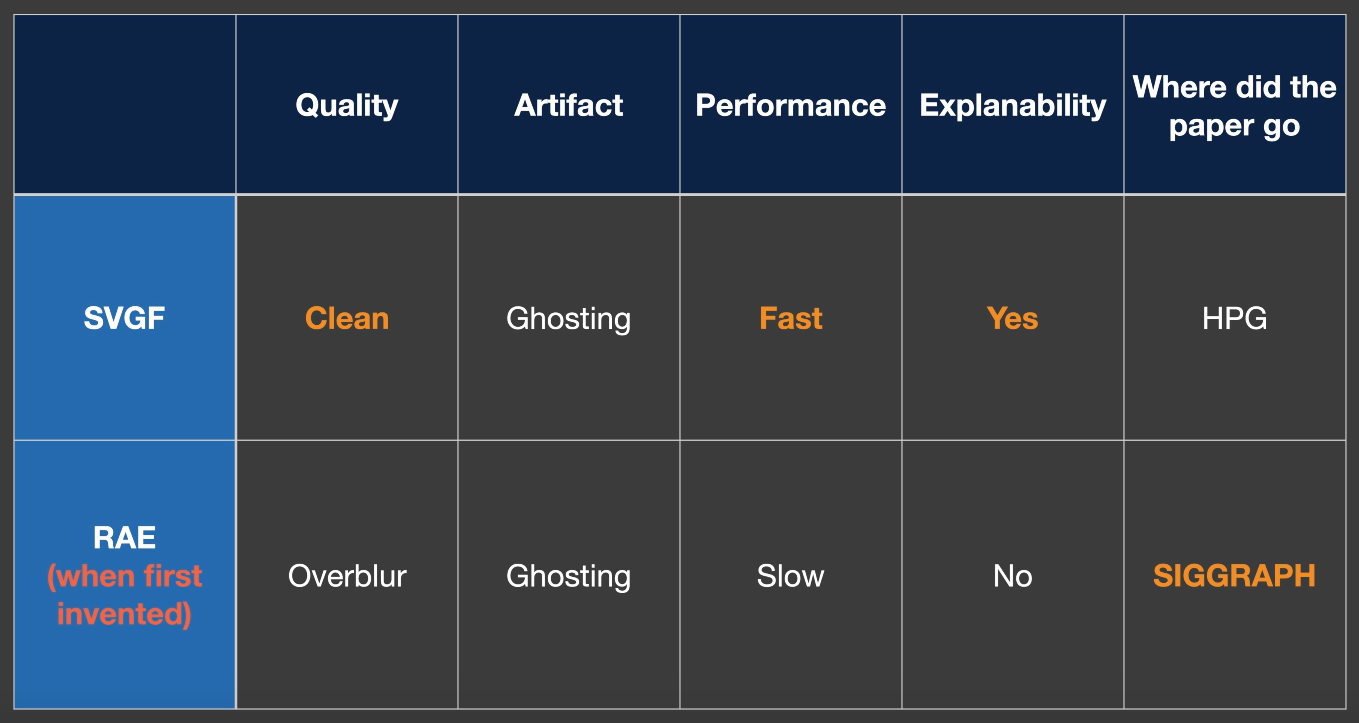 Quality
Artifact
Performance
Explanability
Where did the
paper go
SVGF
Clean
Ghosting
Fast
Yes
HPG
RAE
(when first
invented)
Overblur
Ghosting
Slow
No
SIGGRAPH